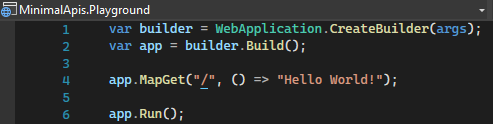 MinimalApis.Playground
1 var builder = WebApplication.CreateBuilder(args);
2 var app = builder.Build();
3
4 app.MapGet("/", () => "Hello World!");
5
6 app.Run();